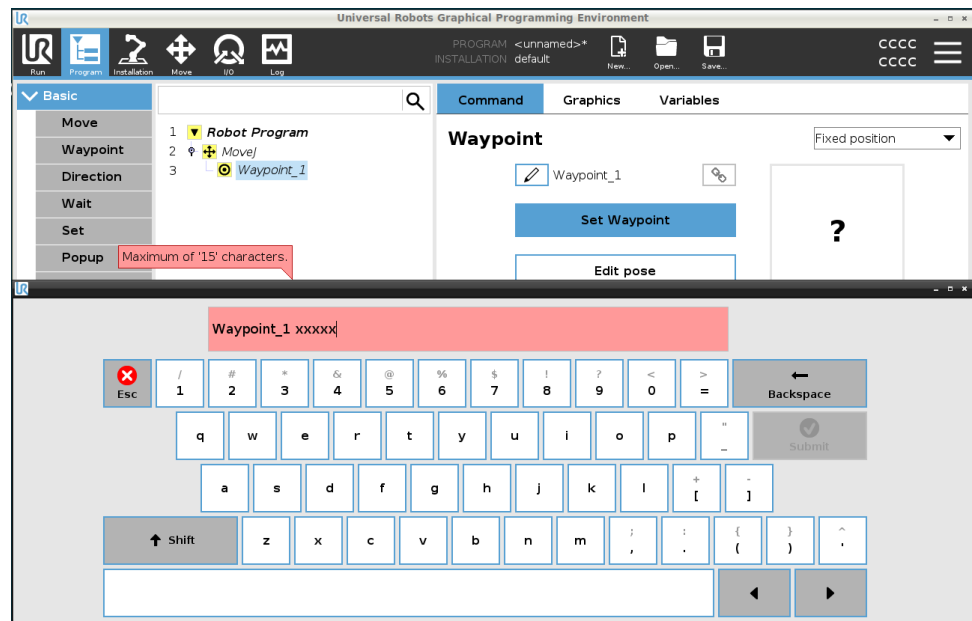 UR Universal Robots Graphical Programming Environment
UR
Run Program Installation Move I/O Log
PROGRAM <unnamed>*
INSTALLATION default
New... Open... Save...
CCCC
CCCC
Basic
Move
Waypoint
Direction
Wait
Set
Popup
1 Robot Program
2 MoveJ
3 Waypoint_1
Command Graphics Variables
Waypoint
Fixed position
Waypoint_1
Set Waypoint
?
Edit pose
Maximum of '15' characters.
UR
Waypoint_1 xxxxx
Esc
/ # * & @ % $ ! ? < >
1 2 3 4 5 6 7 8 9 0 =
Backspace
q w e r t y u i o p " _
Submit
a s d f g h j k l + [ - ]
Shift z x c v b n m ; , : . { ( } ) ^ '